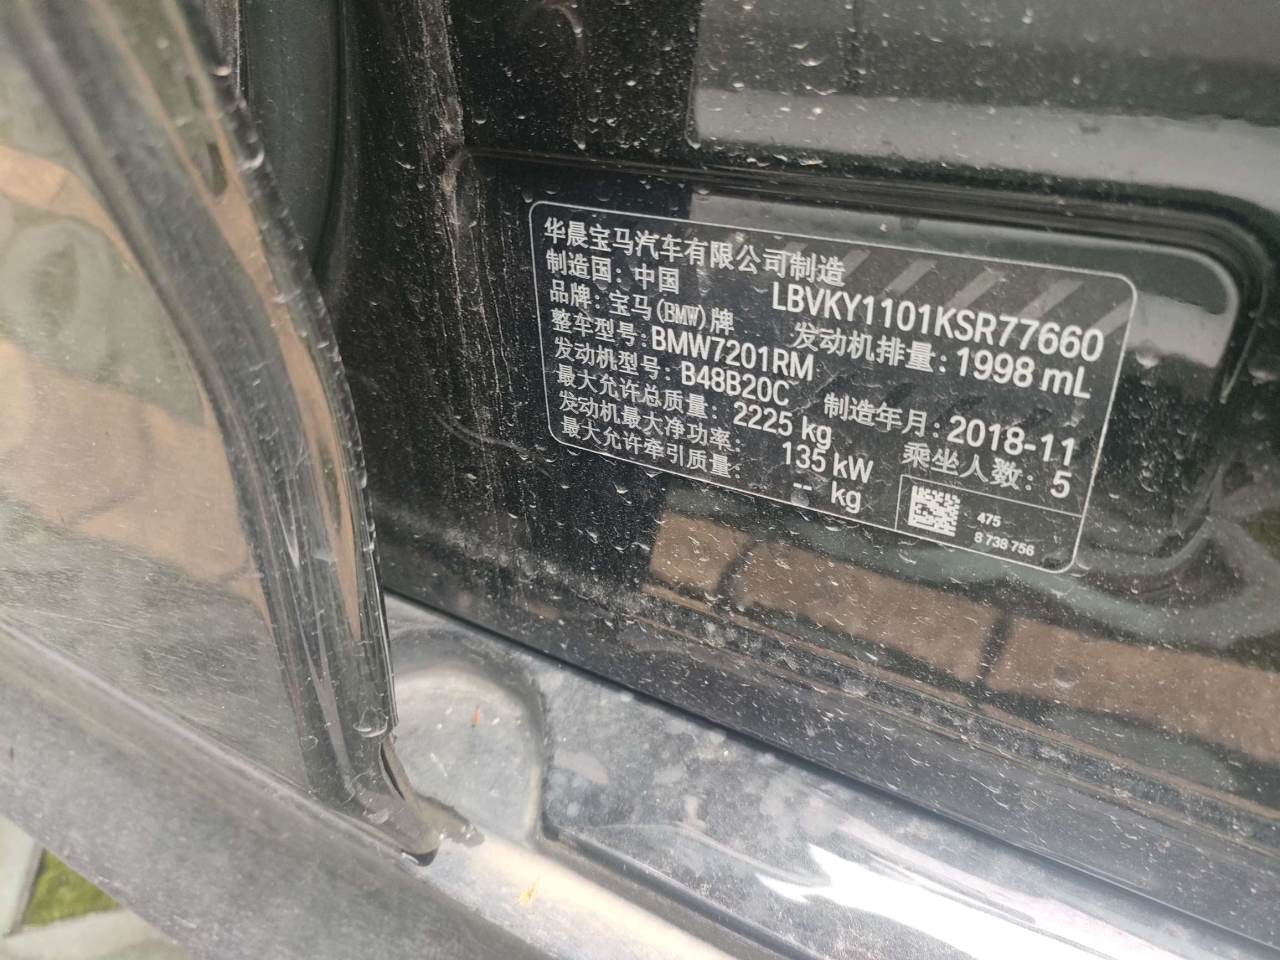 华晨宝马汽车有限公司制造
制造国：中国
LBVKY1101KSR77660
品牌：宝马(BMW)牌
发动机排量：1998 mL
整车型号：BMW7201RM
发动机型号：B48B20C
制造年月：2018-11
最大允许总质量：2225 kg
乘坐人数：5
发动机最大净功率：135 kW
最大允许牵引质量：-- kg
475
8 738 756